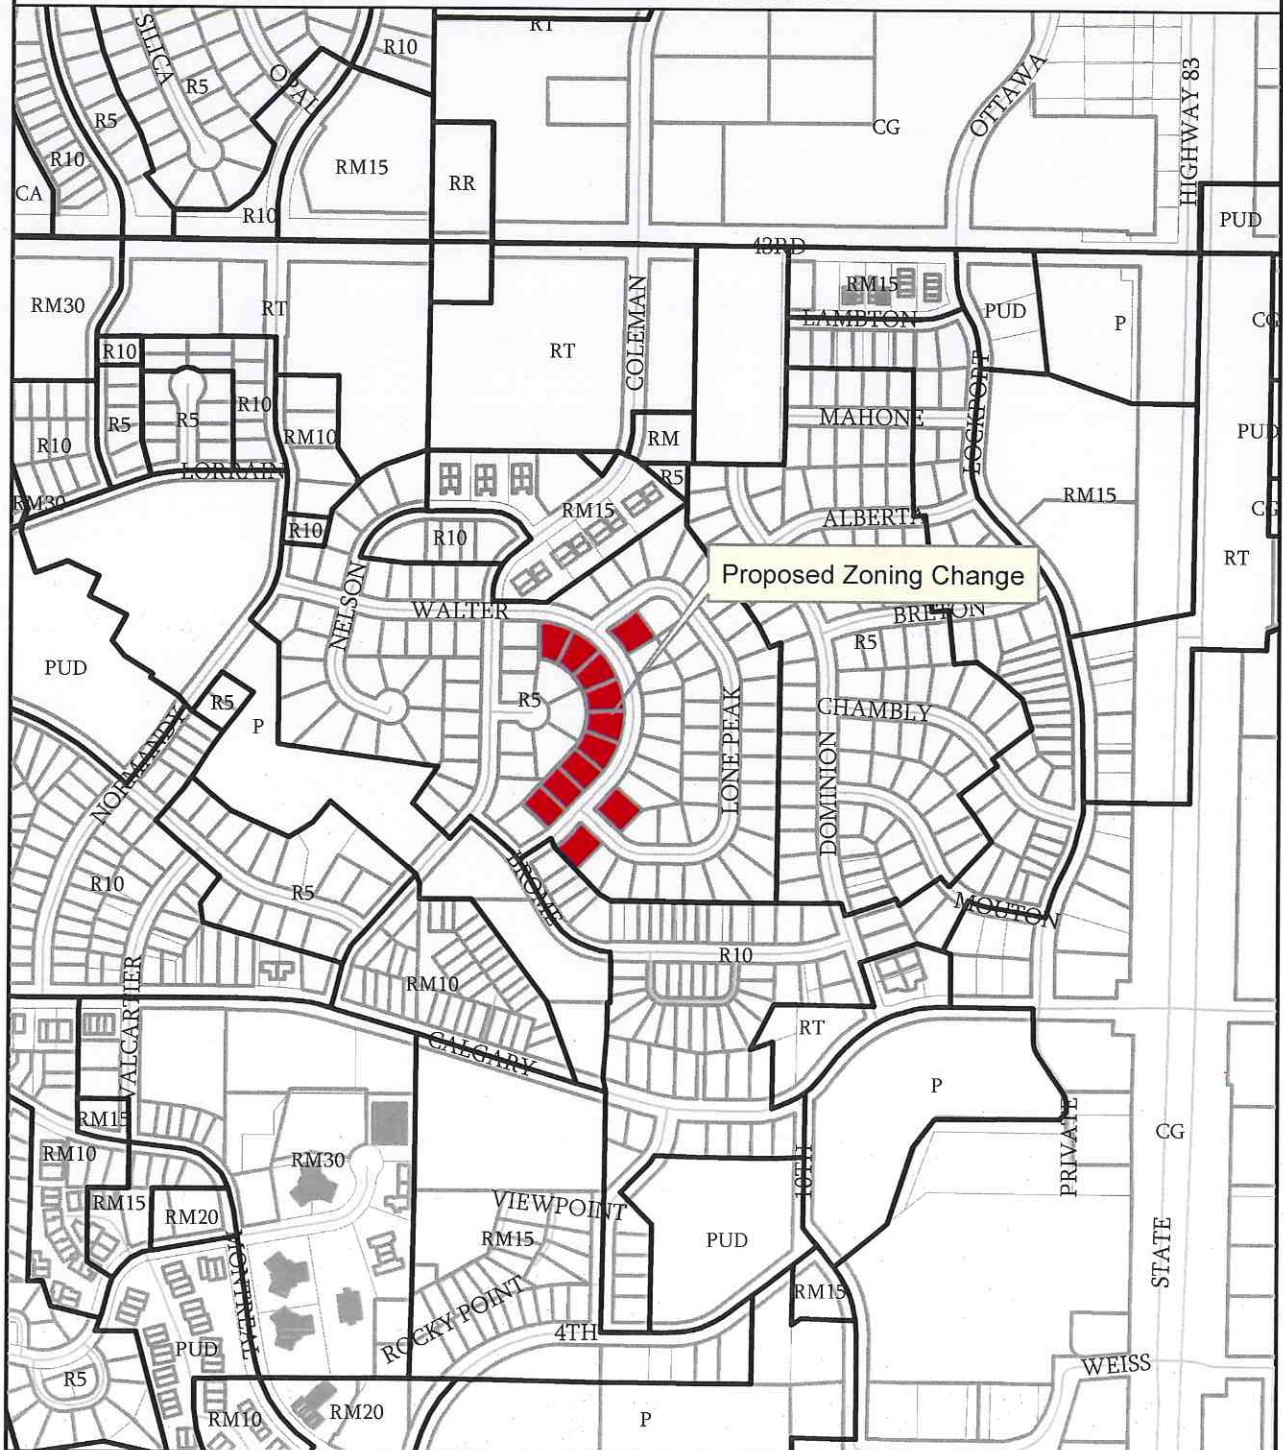 RT
SILICA
R10
R5
OPAL
OTTAWA
HIGHWAY 83
R5
CG
R10
RM15
RR
CA
R10
PUD
43RD
RM30
RT
COLEMAN
RM15
LAMBTON
PUD
P
CG
R10
RT
R10
R5
R5
MAHONE
LOCKPORT
R10
RM10
RM
PUD
LORRAIN
R5
RM30
RM15
ALBERTA
RM15
CG
R10
R10
RT
Proposed Zoning Change
NELSON
WALTER
BRETON
R5
PUD
R5
R5
P
LONE PEAK
CHAMBLY
NORMANDY
DOMINION
R10
R5
BROME
MOUTON
R10
RM10
VALCARTIER
RT
CALGARY
P
RM15
PRIVATE
CG
RM10
RM30
10TH
RM15
RM20
VIEWPOINT
RM15
PUD
STATE
MONTREAL
RM15
ROCKY POINT
4TH
PUD
WEISS
R5
RM10
RM20
P